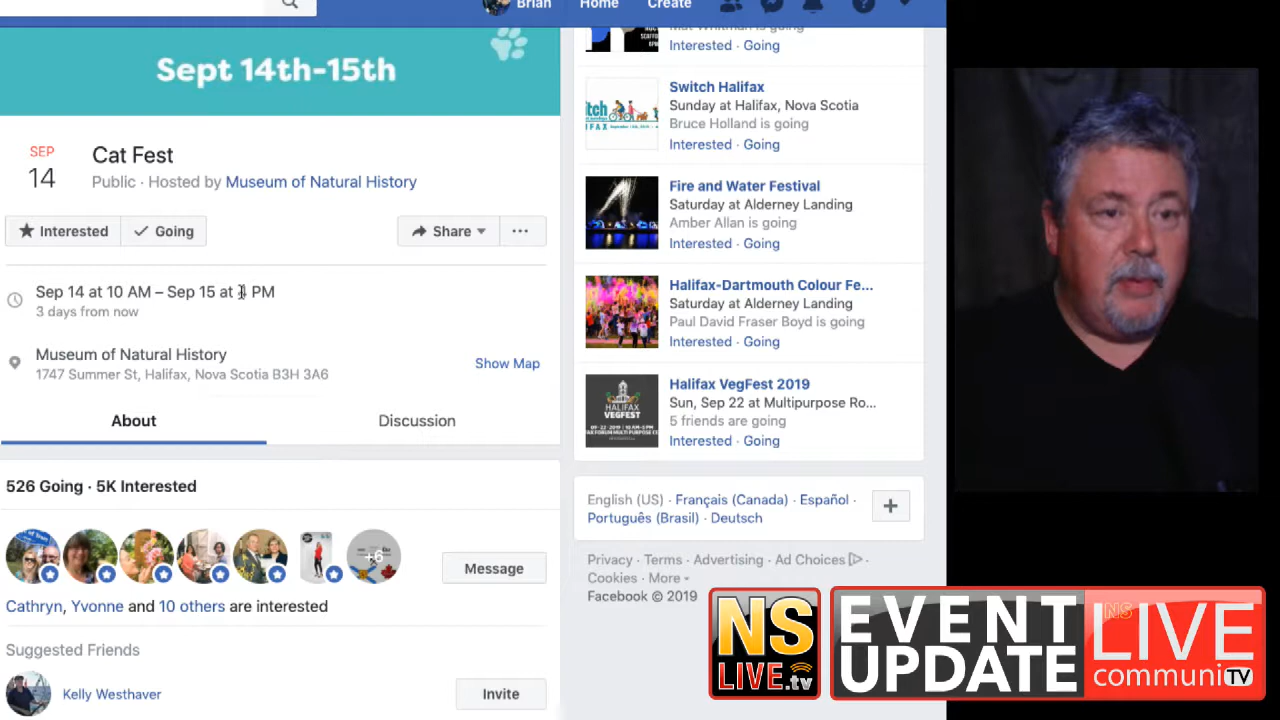 Brian Home Create
Sept 14th-15th
SEP
14
Cat Fest
Public · Hosted by Museum of Natural History
Interested
Going
Share
Sep 14 at 10 AM – Sep 15 at PM
3 days from now
Museum of Natural History
1747 Summer St, Halifax, Nova Scotia B3H 3A6
Show Map
About
Discussion
526 Going · 5K Interested
+6
Message
Cathryn, Yvonne and 10 others are interested
Suggested Friends
Kelly Westhaver
Invite
is going
Interested · Going
Switch Halifax
Sunday at Halifax, Nova Scotia
Bruce Holland is going
Interested · Going
Fire and Water Festival
Saturday at Alderney Landing
Amber Allan is going
Interested · Going
Halifax-Dartmouth Colour Fe...
Saturday at Alderney Landing
Paul David Fraser Boyd is going
Interested · Going
HALIFAX
VEGFEST
Halifax VegFest 2019
Sun, Sep 22 at Multipurpose Ro...
5 friends are going
Interested · Going
English (US) · Français (Canada) · Español ·
Português (Brasil) · Deutsch
Privacy · Terms · Advertising · Ad Choices ·
Cookies · More
Facebook © 2019
NS
LIVE.tv
EVENT
UPDATE
NS
LIVE
communiTV